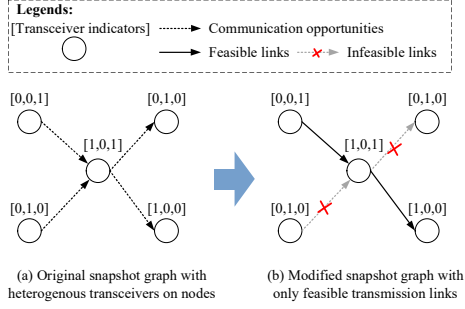 Legends:
[Transceiver indicators] Communication opportunities
Feasible links Infeasible links
[0,0,1] [0,1,0] [0,0,1] [0,1,0]
[1,0,1] [1,0,1]
[0,1,0] [1,0,0] [0,1,0] [1,0,0]
(a) Original snapshot graph with
heterogenous transceivers on nodes
(b) Modified snapshot graph with
only feasible transmission links